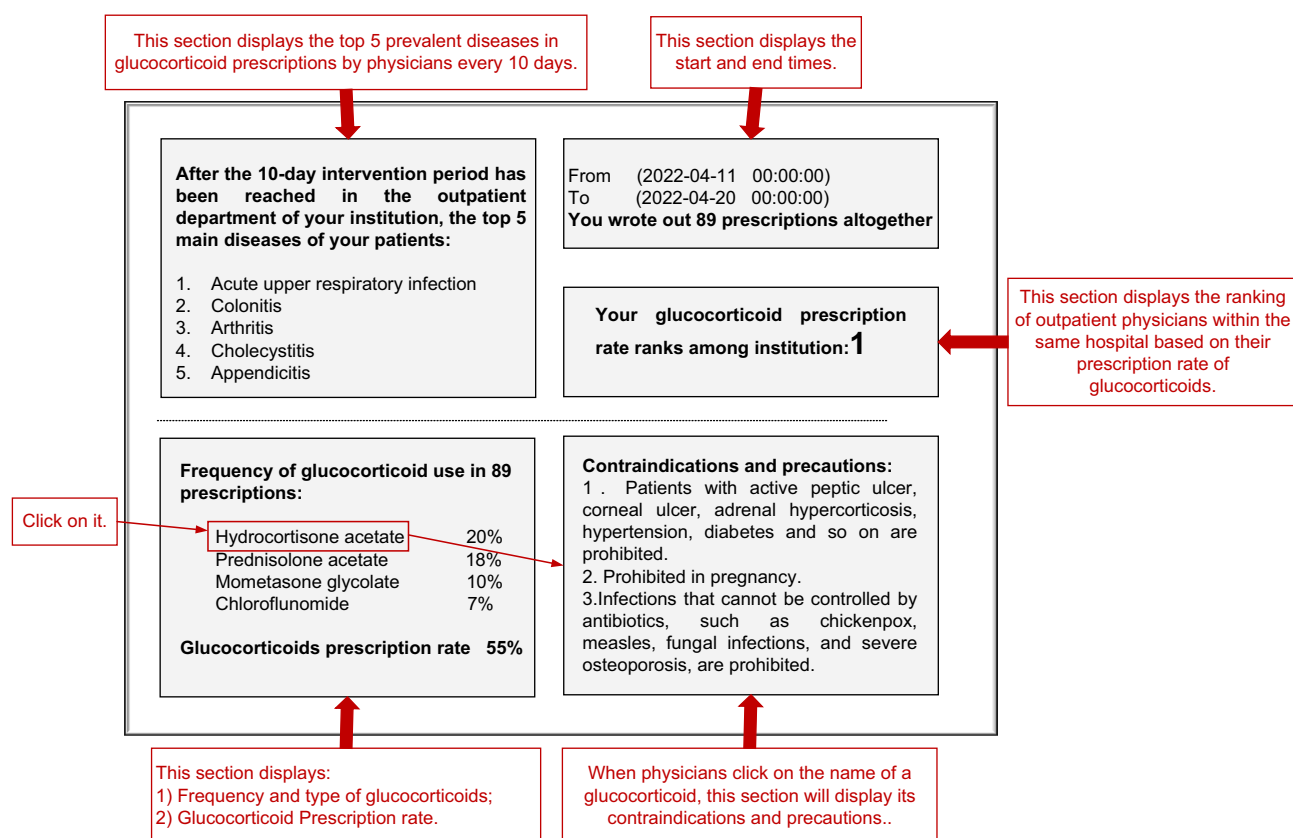 This section displays the top 5 prevalent diseases in
glucocorticoid prescriptions by physicians every 10 days.
This section displays the
start and end times.
After the 10-day intervention period has
been reached in the outpatient
department of your institution, the top 5
main diseases of your patients:
1. Acute upper respiratory infection
2. Colonitis
3. Arthritis
4. Cholecystitis
5. Appendicitis
From (2022-04-11 00:00:00)
To (2022-04-20 00:00:00)
You wrote out 89 prescriptions altogether
Your glucocorticoid prescription
rate ranks among institution:1
This section displays the ranking
of outpatient physicians within the
same hospital based on their
prescription rate of
glucocorticoids.
Click on it.
Frequency of glucocorticoid use in 89
prescriptions:
Hydrocortisone acetate 20%
Prednisolone acetate 18%
Mometasone glycolate 10%
Chloroflunomide 7%
Glucocorticoids prescription rate 55%
Contraindications and precautions:
1 . Patients with active peptic ulcer,
corneal ulcer, adrenal hypercorticosis,
hypertension, diabetes and so on are
prohibited.
2. Prohibited in pregnancy.
3.Infections that cannot be controlled by
antibiotics, such as chickenpox,
measles, fungal infections, and severe
osteoporosis, are prohibited.
This section displays:
1) Frequency and type of glucocorticoids;
2) Glucocorticoid Prescription rate.
When physicians click on the name of a
glucocorticoid, this section will display its
contraindications and precautions..